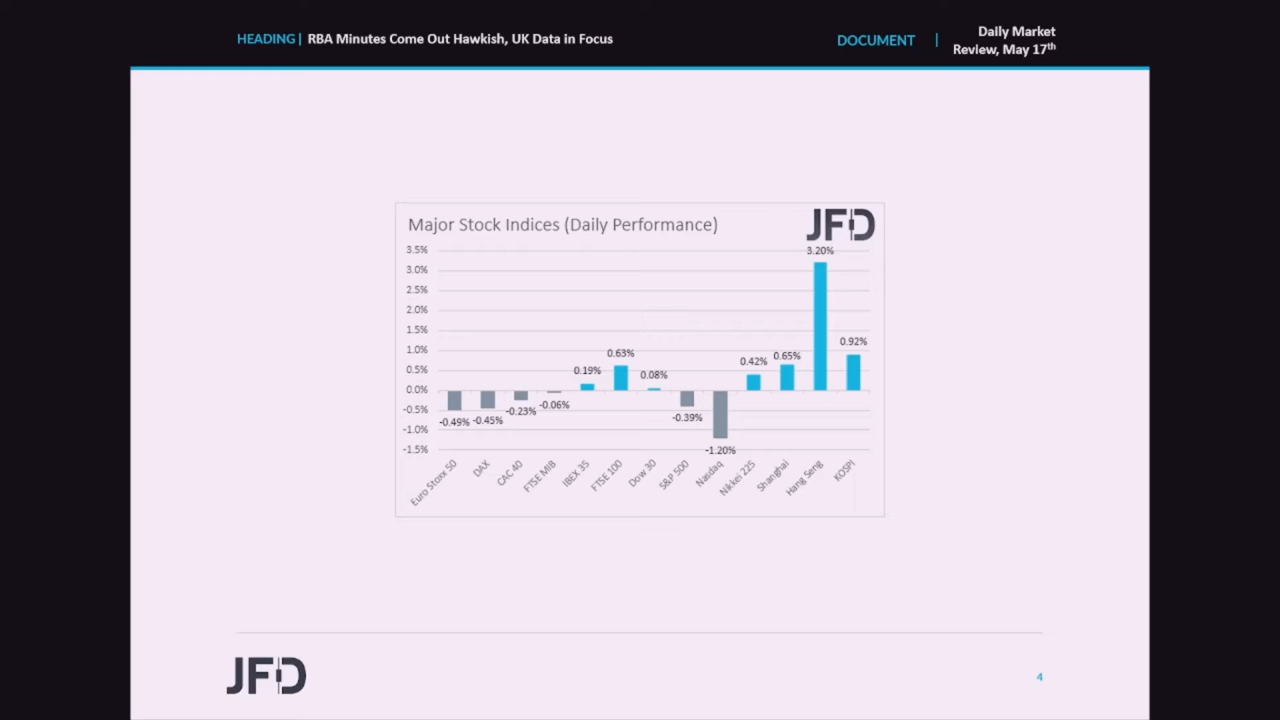 HEADING| RBA Minutes Come Out Hawkish, UK Data in Focus
DOCUMENT |
Daily Market
Review, May 17th
Major Stock Indices (Daily Performance)
JFD
3.5%
3.0%
2.5%
2.0%
1.5%
1.0%
0.5%
0.0%
-0.5%
-1.0%
-1.5%
-0.49%
-0.45%
-0.23%
-0.06%
0.19%
0.63%
0.08%
-0.39%
-1.20%
0.42%
0.65%
3.20%
0.92%
Euro Stoxx 50
DAX
CAC 40
FTSE MIB
IBEX 35
FTSE 100
Dow 30
S&P 500
Nasdaq
Nikkei 225
Shanghai
Hang Seng
KOSPI
JFD
4